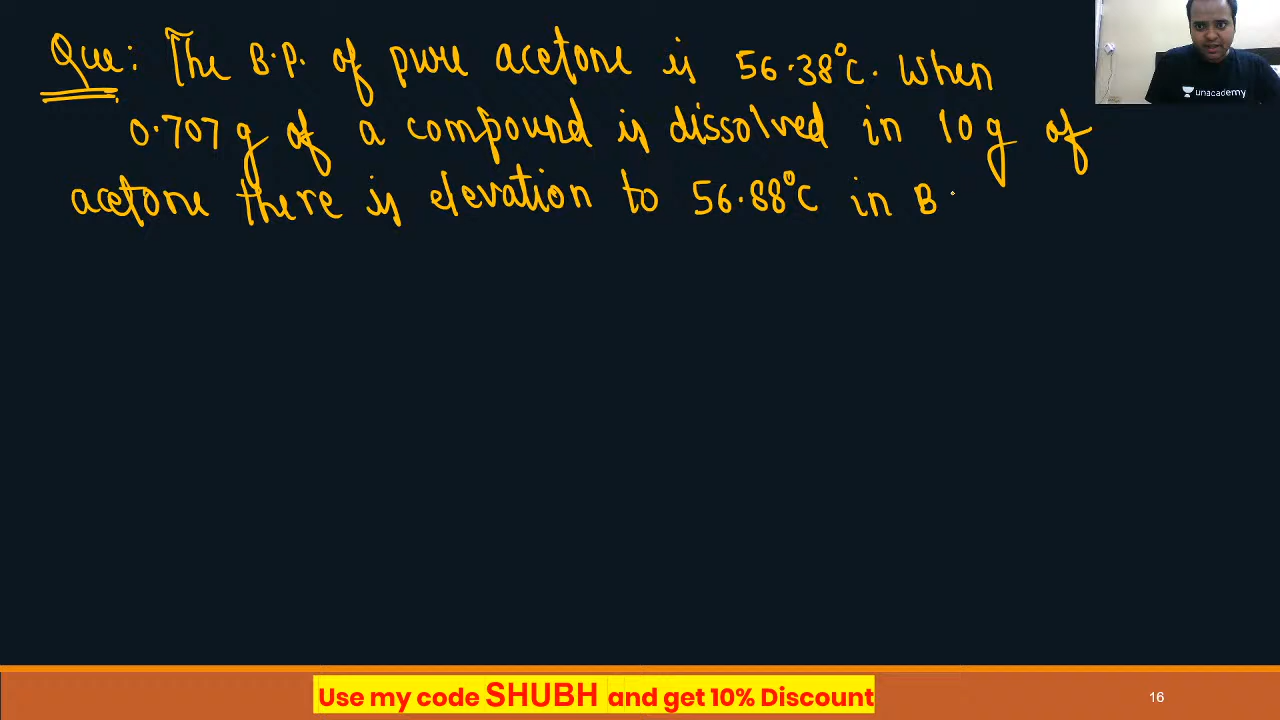 Que: The B.P. of pure acetone is 56.38°C. When
0.707 g of a compound is dissolved in 10 g of
acetone there is elevation to 56.88°C in B.
unacademy
Use my code SHUBH and get 10% Discount
16